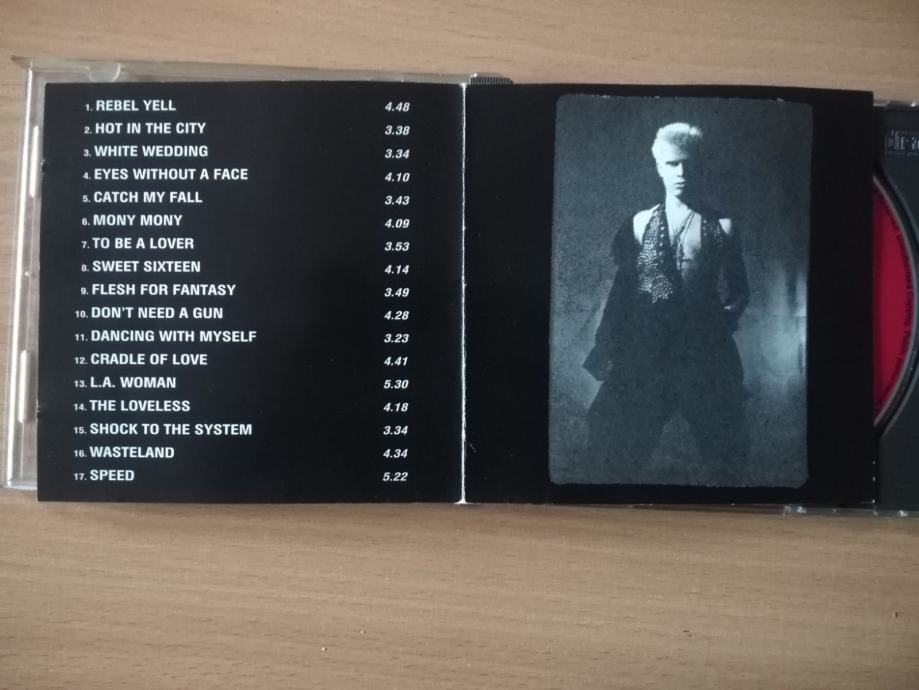 1. REBEL YELL 4.48
2. HOT IN THE CITY 3.38
3. WHITE WEDDING 3.34
4. EYES WITHOUT A FACE 4.10
5. CATCH MY FALL 3.43
6. MONY MONY 4.09
7. TO BE A LOVER 3.53
8. SWEET SIXTEEN 4.14
9. FLESH FOR FANTASY 3.49
10. DON'T NEED A GUN 4.28
11. DANCING WITH MYSELF 3.23
12. CRADLE OF LOVE 4.41
13. L.A. WOMAN 5.30
14. THE LOVELESS 4.18
15. SHOCK TO THE SYSTEM 3.34
16. WASTELAND 4.34
17. SPEED 5.22